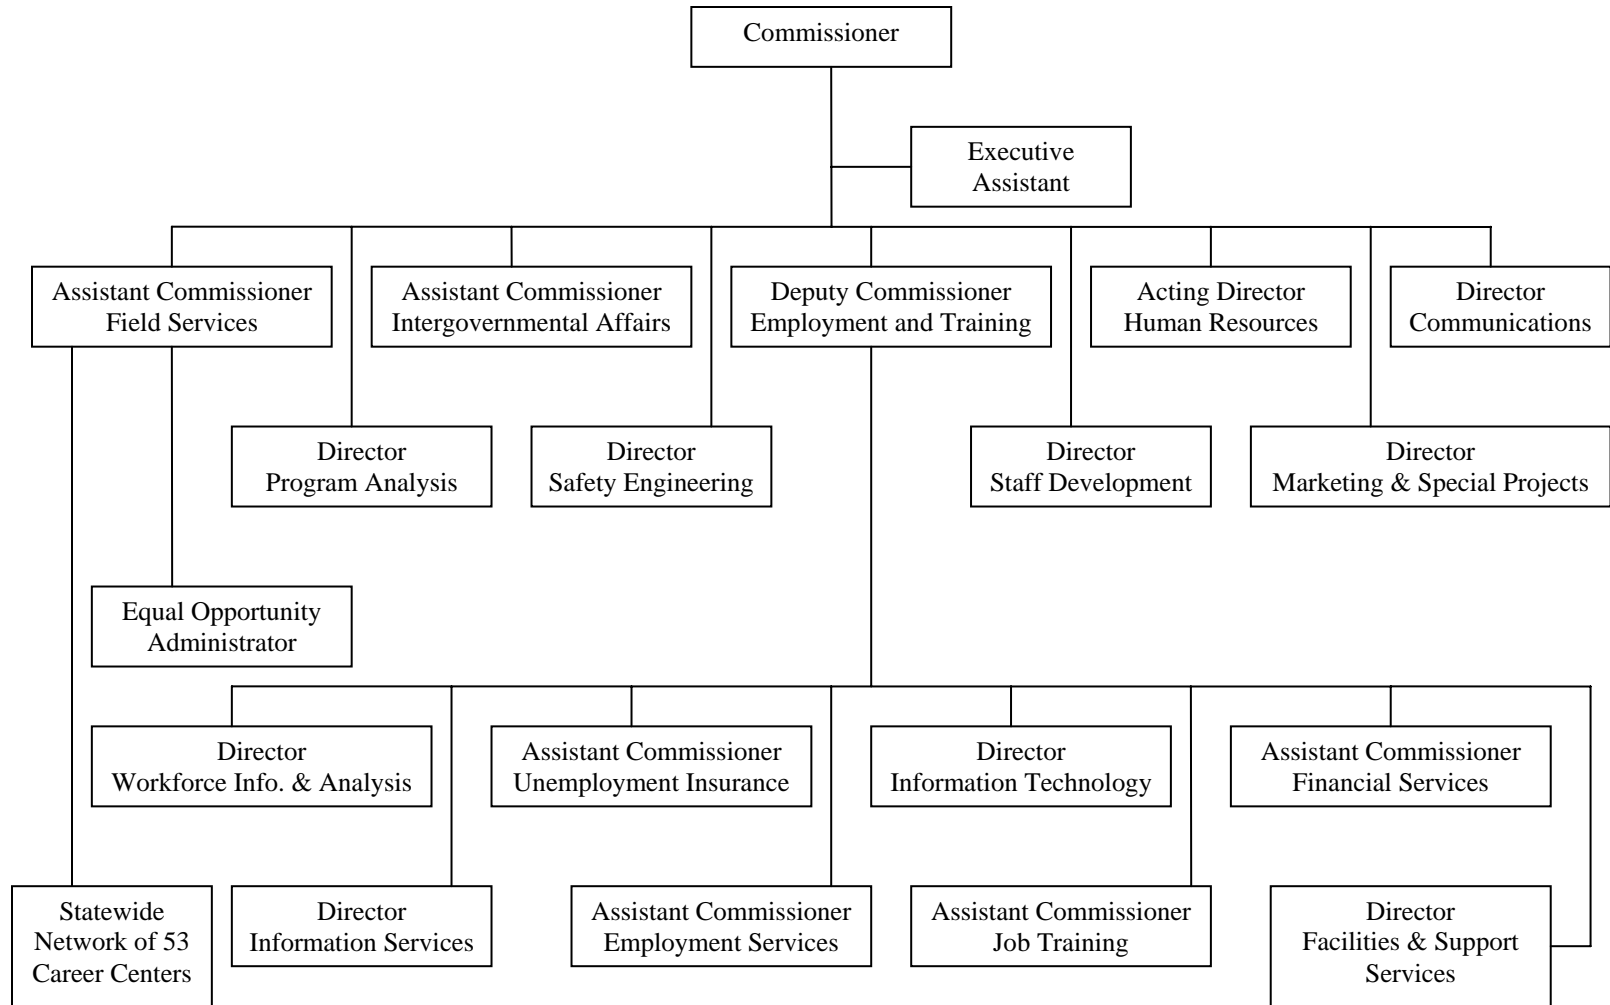 Commissioner
Executive
Assistant
Assistant Commissioner
Field Services
Assistant Commissioner
Intergovernmental Affairs
Deputy Commissioner
Employment and Training
Acting Director
Human Resources
Director
Communications
Director
Program Analysis
Director
Safety Engineering
Director
Staff Development
Director
Marketing & Special Projects
Equal Opportunity
Administrator
Director
Workforce Info. & Analysis
Assistant Commissioner
Unemployment Insurance
Director
Information Technology
Assistant Commissioner
Financial Services
Statewide
Network of 53
Career Centers
Director
Information Services
Assistant Commissioner
Employment Services
Assistant Commissioner
Job Training
Director
Facilities & Support
Services